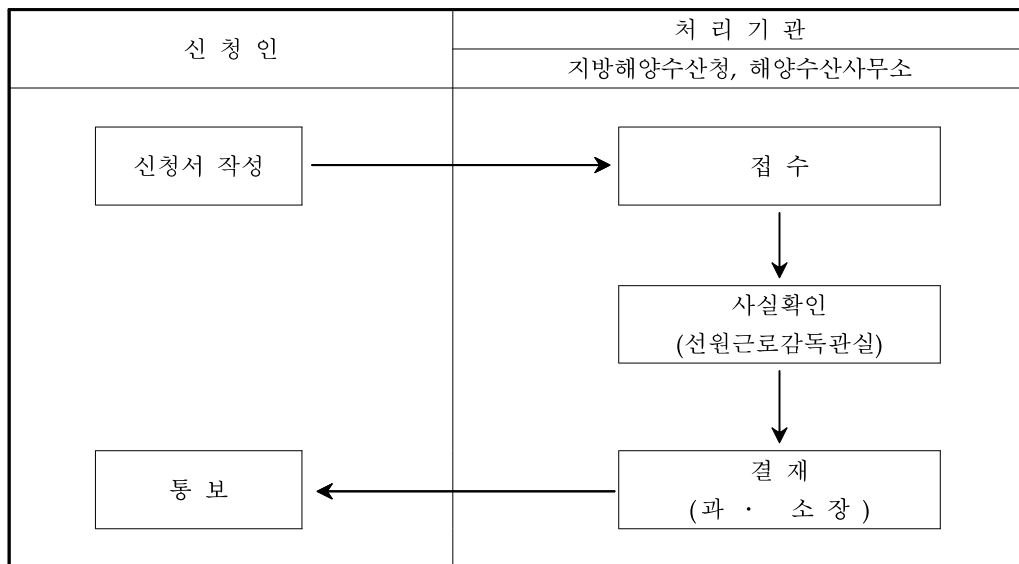 신 청 인
처 리 기 관
지방해양수산청, 해양수산사무소
신청서 작성
접 수
사실확인
(선원근로감독관실)
통 보
결 재
(과 · 소 장 )